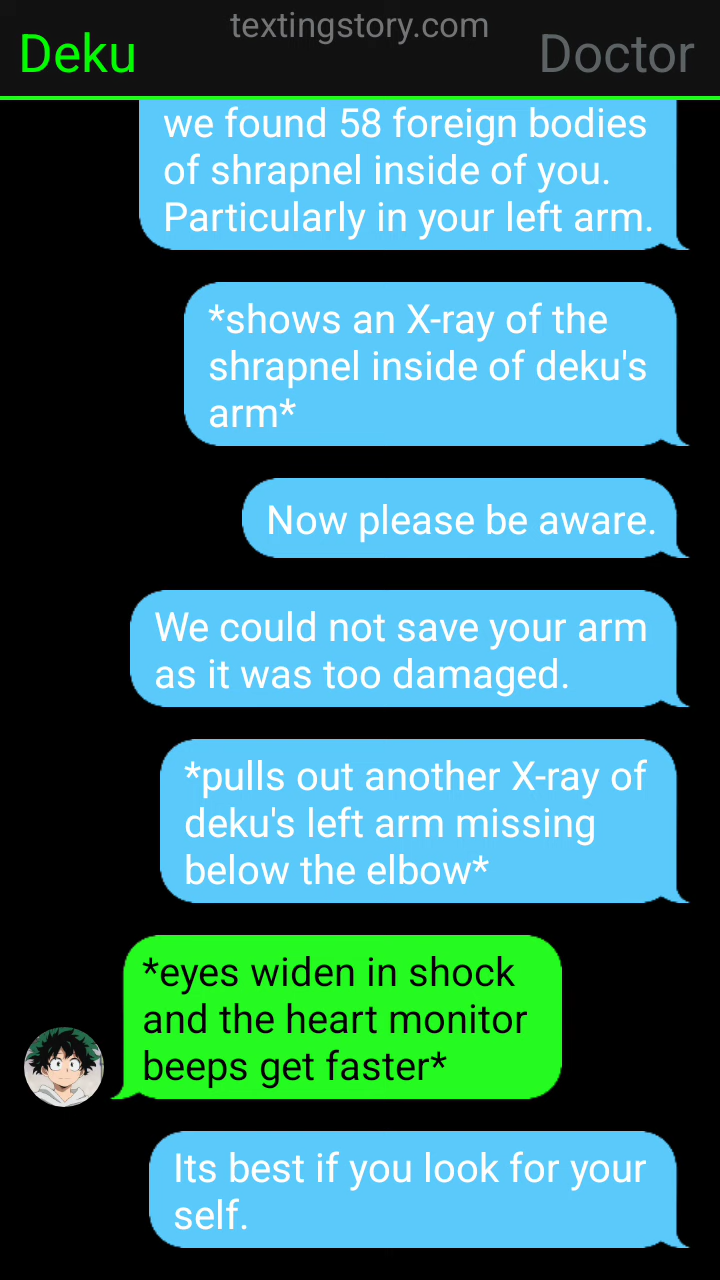 textingstory.com
Deku
Doctor
we found 58 foreign bodies
of shrapnel inside of you.
Particularly in your left arm.
*shows an X-ray of the
shrapnel inside of deku's
arm*
Now please be aware.
We could not save your arm
as it was too damaged.
*pulls out another X-ray of
deku's left arm missing
below the elbow*
*eyes widen in shock
and the heart monitor
beeps get faster*
Its best if you look for your
self.